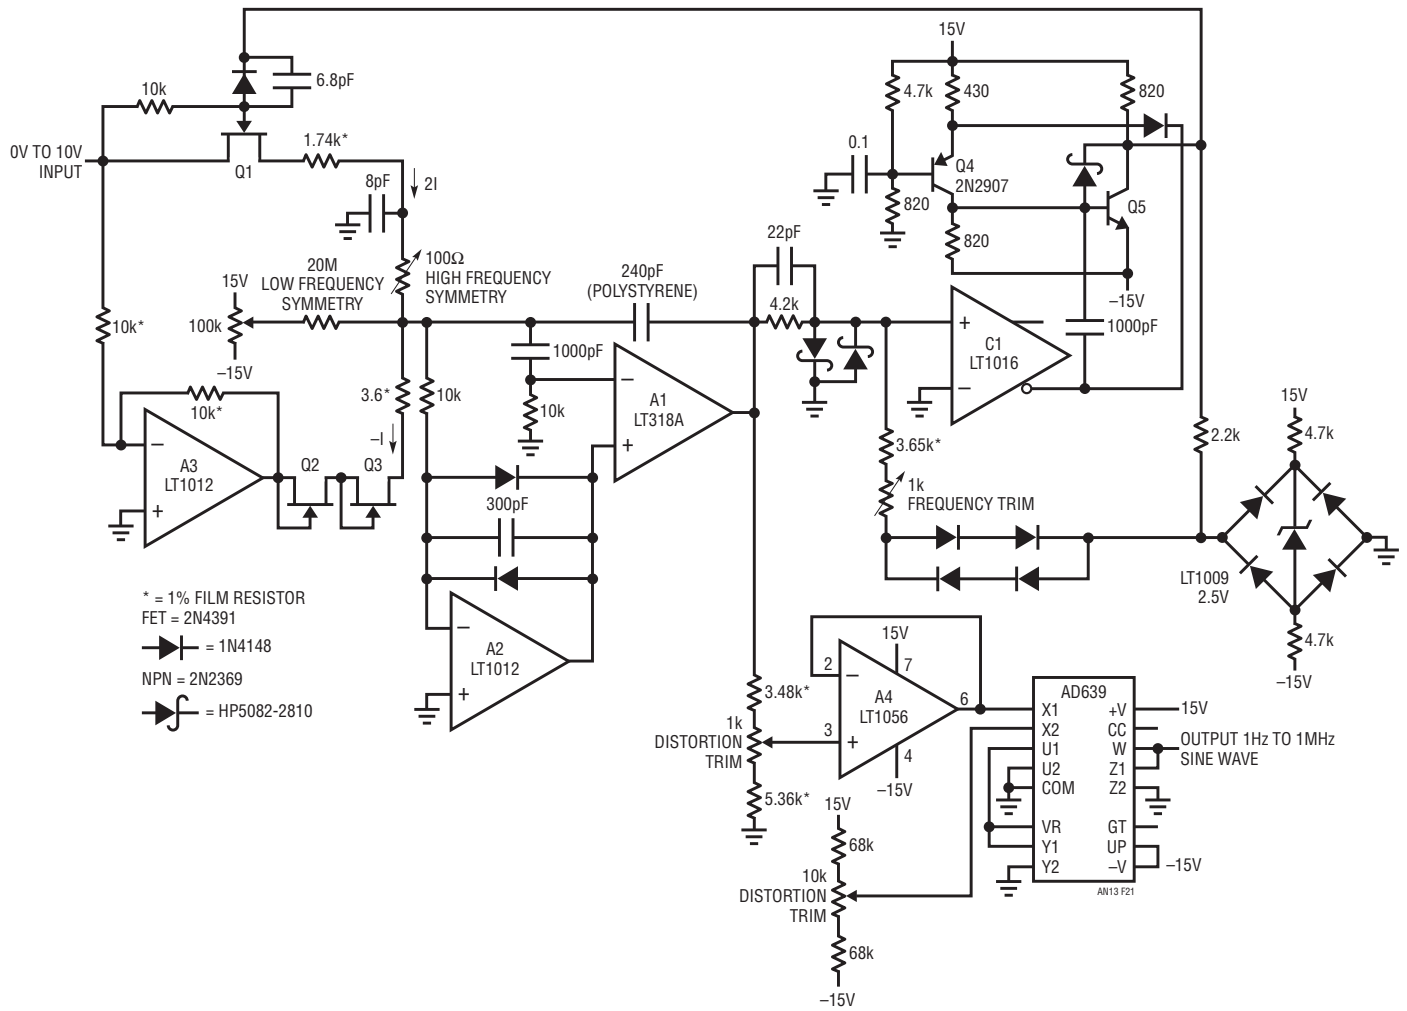 15V
6.8pF
10k
4.7k
430
820
1.74k*
0V TO 10V
INPUT
Q1
0.1
Q4
2N2907
8pF
2I
820
Q5
22pF
820
20M
LOW FREQUENCY
SYMMETRY
100Ω
HIGH FREQUENCY
SYMMETRY
240pF
(POLYSTYRENE)
15V
–15V
4.2k
10k*
100k
+
C1
LT1016
1000pF
1000pF
–15V
–
–
3.6*
10k
10k*
10k
A1
LT318A
15V
+
2.2k
4.7k
–I
3.65k*
–
A3
LT1012
Q2
Q3
1k
FREQUENCY TRIM
300pF
+
LT1009
2.5V
* = 1% FILM RESISTOR
FET = 2N4391
= 1N4148
NPN = 2N2369
= HP5082-2810
–
A2
LT1012
+
15V
4.7k
2
–
7
–15V
3.48k*
A4
LT1056
6
AD639
1k
DISTORTION
TRIM
3
+
4
–15V
X1
+V
15V
X2
CC
U1
W
OUTPUT 1Hz TO 1MHz
SINE WAVE
U2
Z1
COM
Z2
5.36k*
15V
VR
GT
68k
Y1
UP
Y2
–V
–15V
10k
DISTORTION
TRIM
AN13 F21
68k
–15V